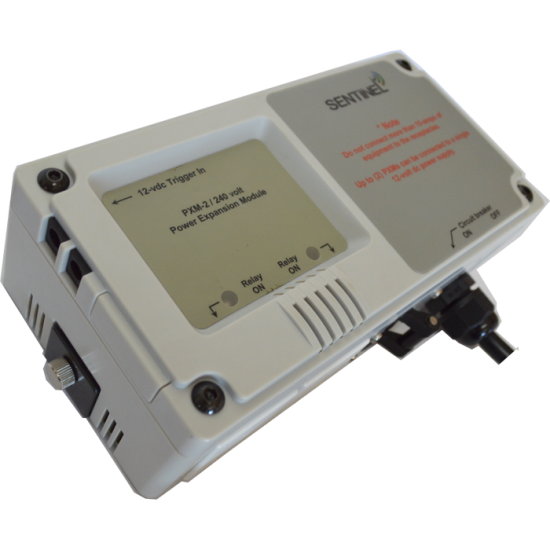 SENTINEL
* Note
Do not connect more than 15-amps of
equipment to the receptacles.
Up to (2) PXMs can be connected to a single
12-volt dc power supply
12-vdc Trigger In
PXM-2 / 240 volt
Power Expansion Module
Relay
ON
Relay
ON
Circuit breaker
ON OFF